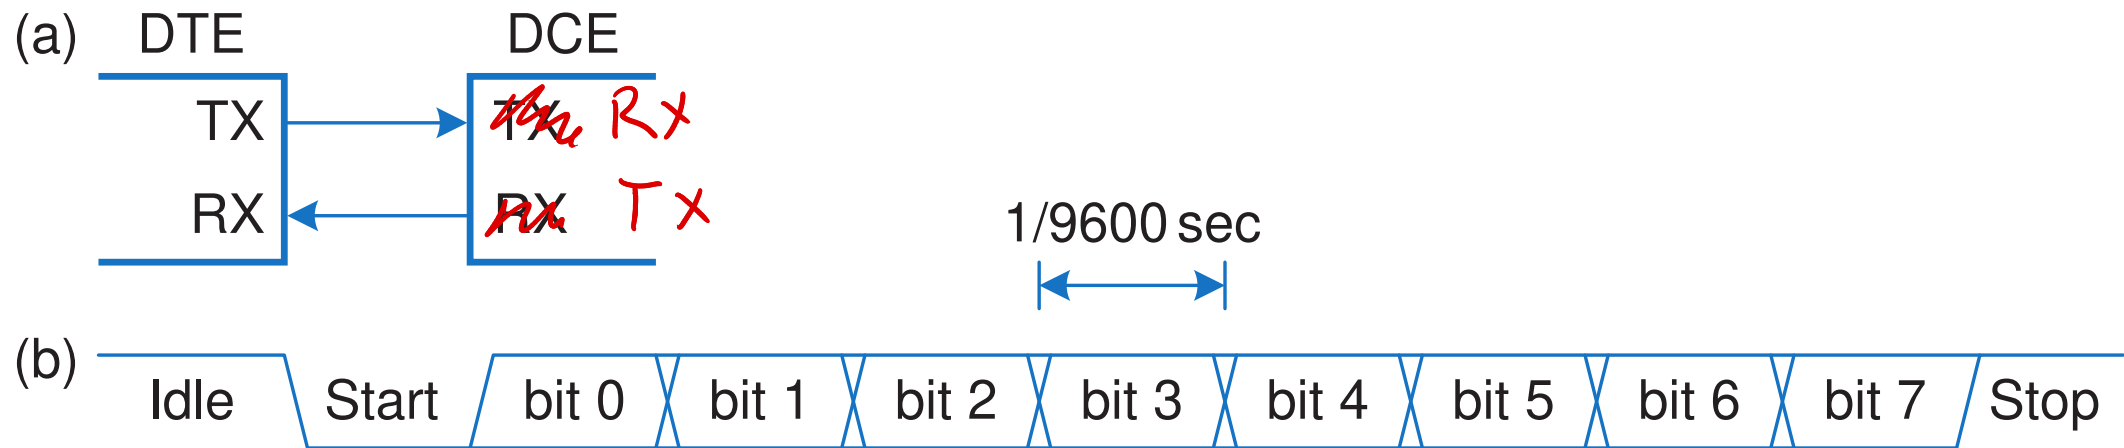 (a) DTE DCE
TX TX Rx
RX RX Tx
1/9600 sec
(b) Idle Start bit 0 bit 1 bit 2 bit 3 bit 4 bit 5 bit 6 bit 7 Stop